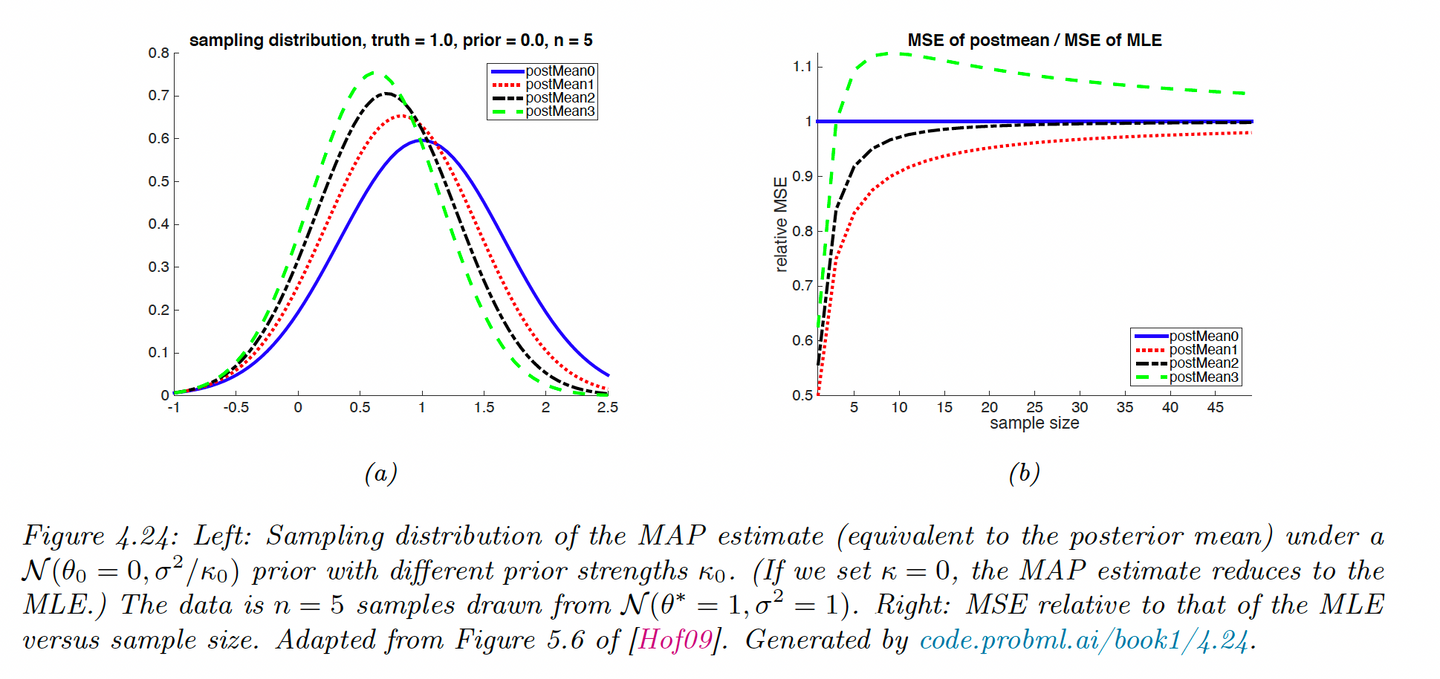 sampling distribution, truth = 1.0, prior = 0.0, n = 5
0.8
0.7
0.6
0.5
0.4
0.3
0.2
0.1
0
-1
-0.5
0
0.5
1
1.5
2
2.5
postMean0
postMean1
postMean2
postMean3
(a)
MSE of postmean / MSE of MLE
relative MSE
1.1
1
0.9
0.8
0.7
0.6
0.5
5
10
15
20
25
30
35
40
45
sample size
postMean0
postMean1
postMean2
postMean3
(b)
Figure 4.24: Left: Sampling distribution of the MAP estimate (equivalent to the posterior mean) under a
𝒩(θ₀ = 0, σ²/κ₀) prior with different prior strengths κ₀. (If we set κ = 0, the MAP estimate reduces to the
MLE.) The data is n = 5 samples drawn from 𝒩(θ* = 1, σ² = 1). Right: MSE relative to that of the MLE
versus sample size. Adapted from Figure 5.6 of [Hof09]. Generated by code.probml.ai/book1/4.24.